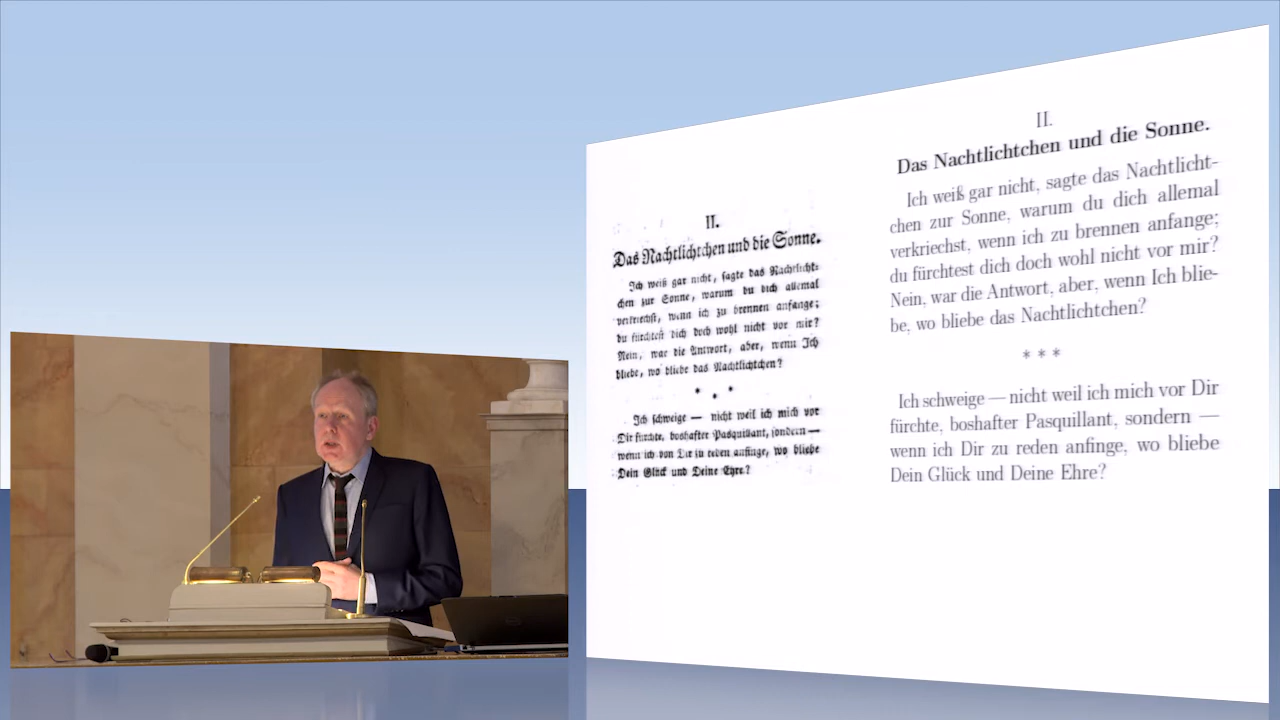 II.
Das Nachtlichtchen und die Sonne.
Ich weiß gar nicht, sagte das Nachtlicht-
chen zur Sonne, warum du dich allemal
verkriechst, wenn ich zu brennen anfange;
du fürchtest dich doch wohl nicht vor mir?
Nein, war die Antwort, aber, wenn Ich
bliebe, wo bliebe das Nachtlichtchen?
* * *
Ich schweige — nicht weil ich mich vor
Dir fürchte, boshafter Pasquillant, sondern —
wenn ich von Dir zu reden anfinge, wo bliebe
Dein Glück und Deine Ehre?
II.
Das Nachtlichtchen und die Sonne.
Ich weiß gar nicht, sagte das Nachtlicht-
chen zur Sonne, warum du dich allemal
verkriechst, wenn ich zu brennen anfange;
du fürchtest dich doch wohl nicht vor mir?
Nein, war die Antwort, aber, wenn Ich blie-
be, wo bliebe das Nachtlichtchen?
* * *
Ich schweige — nicht weil ich mich vor Dir
fürchte, boshafter Pasquillant, sondern —
wenn ich Dir zu reden anfinge, wo bliebe
Dein Glück und Deine Ehre?